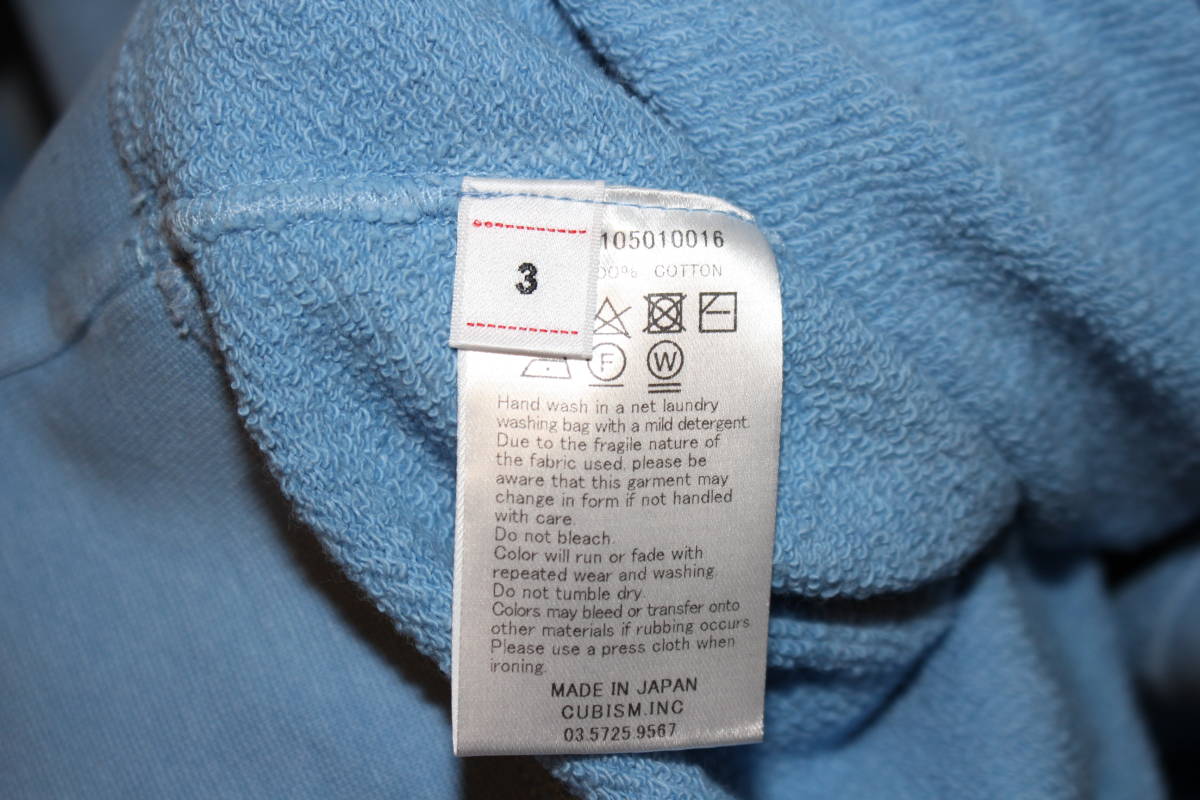 3
105010016
COTTON
F
W
Hand wash in a net laundry
washing bag with a mild detergent.
Due to the fragile nature of
the fabric used, please be
aware that this garment may
change in form if not handled
with care.
Do not bleach.
Color will run or fade with
repeated wear and washing.
Do not tumble dry.
Colors may bleed or transfer onto
other materials if rubbing occurs
Please use a press cloth when
ironing.
MADE IN JAPAN
CUBISM.INC
03.5725.9567